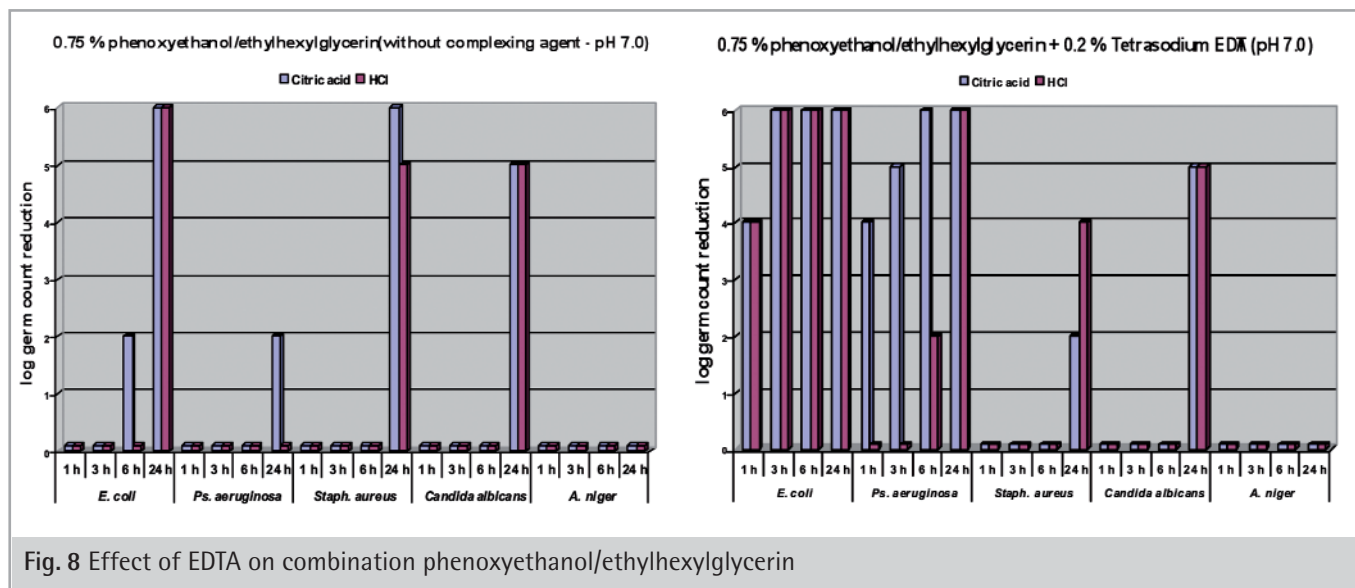 0.75 % phenoxyethanol/ethylhexylglycerin(without complexing agent - pH 7.0)
Citric acid HCl
log germ count reduction
6
5
4
3
2
1
0
1 h 3 h 6 h 24 h 1 h 3 h 6 h 24 h 1 h 3 h 6 h 24 h 1 h 3 h 6 h 24 h 1 h 3 h 6 h 24 h
E. coli Ps. aeruginosa Staph. aureus Candida albicans A. niger
0.75 % phenoxyethanol/ethylhexylglycerin + 0.2 % Tetrasodium EDTA (pH 7.0)
Citric acid HCl
log germ count reduction
6
5
4
3
2
1
0
1 h 3 h 6 h 24 h 1 h 3 h 6 h 24 h 1 h 3 h 6 h 24 h 1 h 3 h 6 h 24 h 1 h 3 h 6 h 24 h
E. coli Ps. aeruginosa Staph. aureus Candida albicans A. niger
Fig. 8 Effect of EDTA on combination phenoxyethanol/ethylhexylglycerin